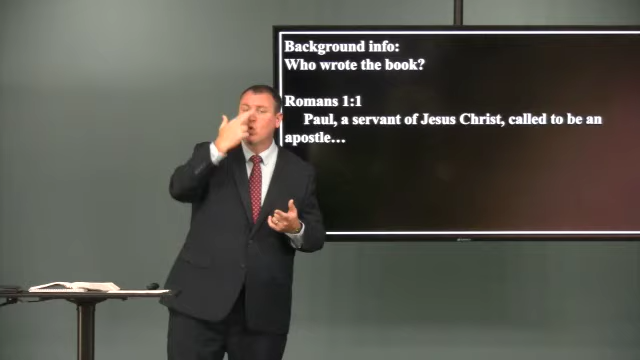 Background info:
Who wrote the book?
Romans 1:1
Paul, a servant of Jesus Christ, called to be an
apostle…